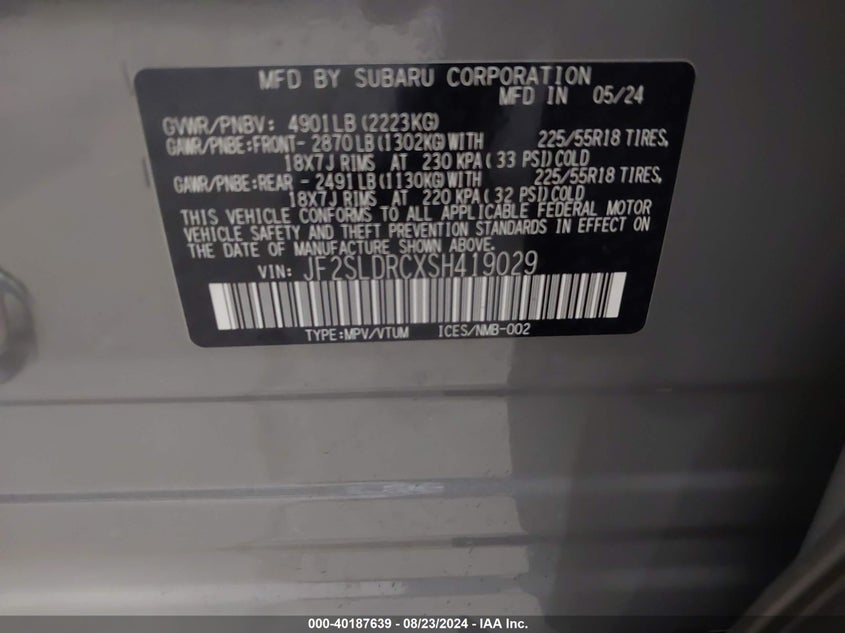 MFD BY SUBARU CORPORATION
MFD IN 05/24
GVWR/PNBV: 4901LB(2223KG)
GAWR/PNBE:FRONT- 2870LB(1302KG)WITH 225/55R18 TIRES,
18X7J RIMS AT 230 KPA( 33 PSI)COLD
GAWR/PNBE:REAR - 2491LB(1130KG)WITH 225/55R18 TIRES,
18X7J RIMS AT 220 KPA( 32 PSI)COLD
THIS VEHICLE CONFORMS TO ALL APPLICABLE FEDERAL MOTOR
VEHICLE SAFETY AND THEFT PREVENTION STANDARDS IN EFFECT ON
THE DATE OF MANUFACTURE SHOWN ABOVE.
VIN: JF2SLDRCXSH419029
TYPE:MPV/VTUM ICES/NMB-002
000-40187639 - 08/23/2024 - IAA Inc.